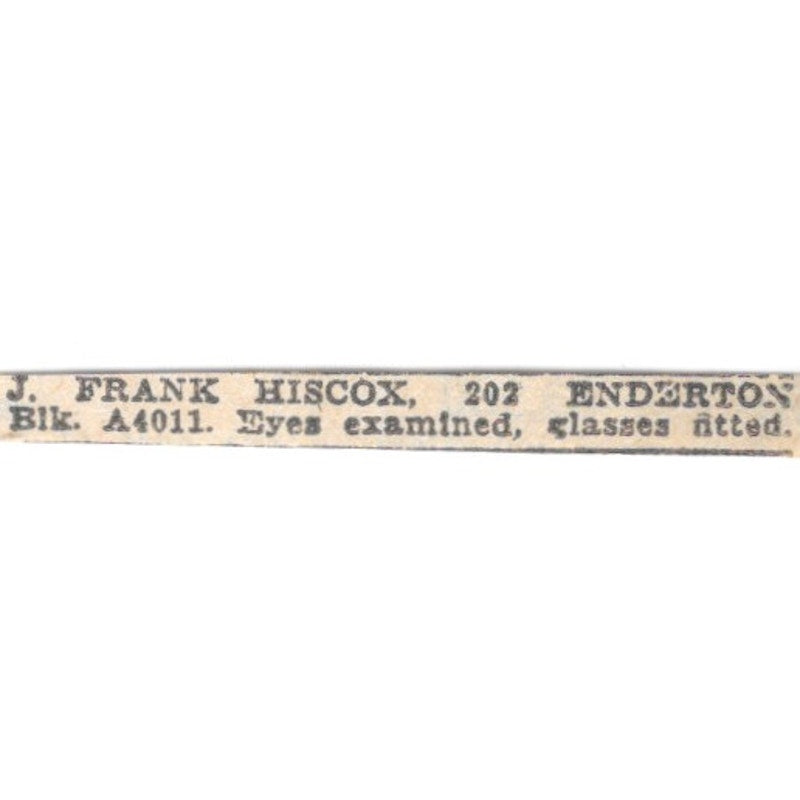 J. FRANK HISCOX, 202 ENDERTON
Blk. A4011. Eyes examined, glasses fitted.